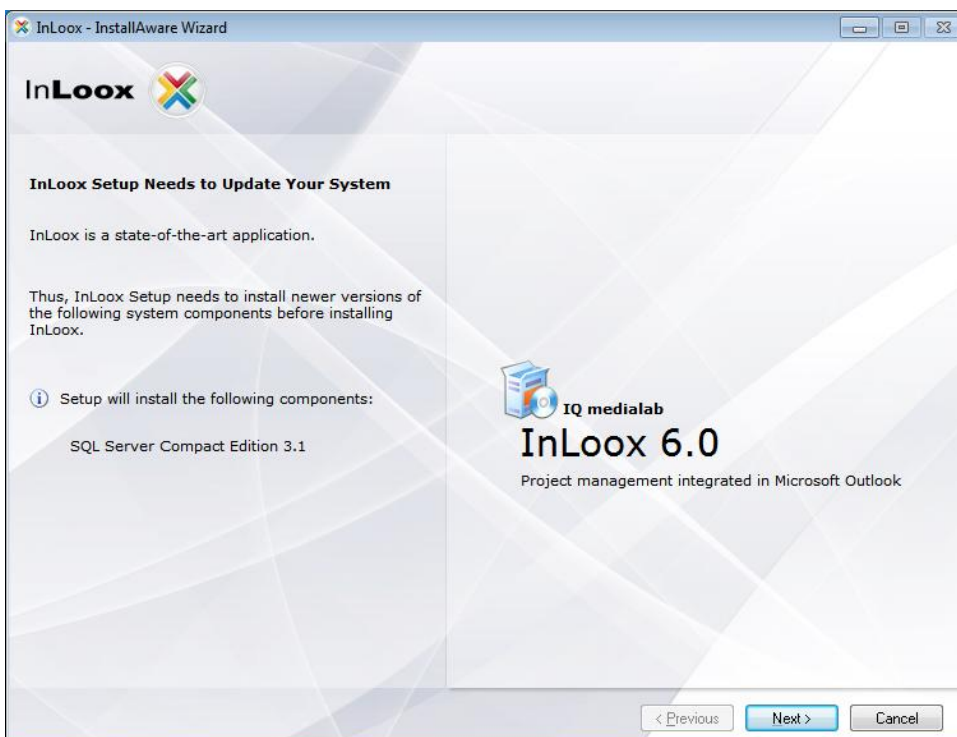 InLoox - InstallAware Wizard
InLoox
InLoox Setup Needs to Update Your System
InLoox is a state-of-the-art application.
Thus, InLoox Setup needs to install newer versions of
the following system components before installing
InLoox.
Setup will install the following components:
SQL Server Compact Edition 3.1
IQ medialab
InLoox 6.0
Project management integrated in Microsoft Outlook
< Previous
Next >
Cancel